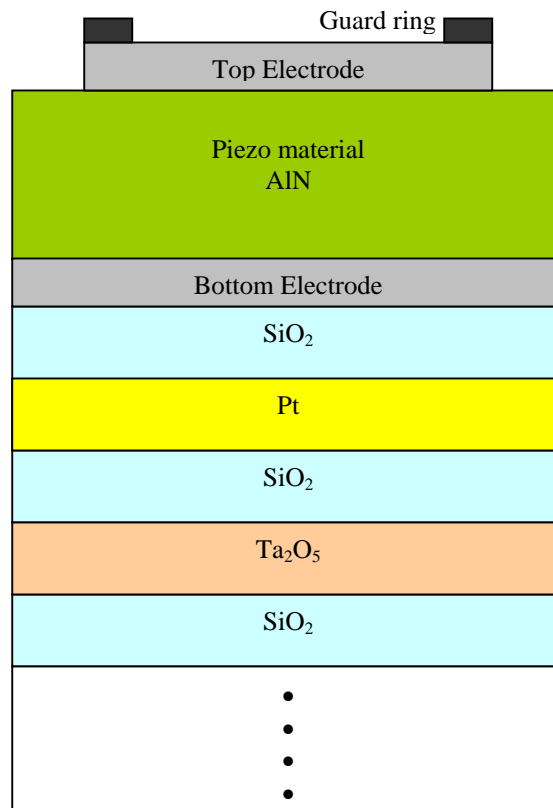 Guard ring
Top Electrode
Piezo material
AlN
Bottom Electrode
SiO₂
Pt
SiO₂
Ta₂O₅
SiO₂